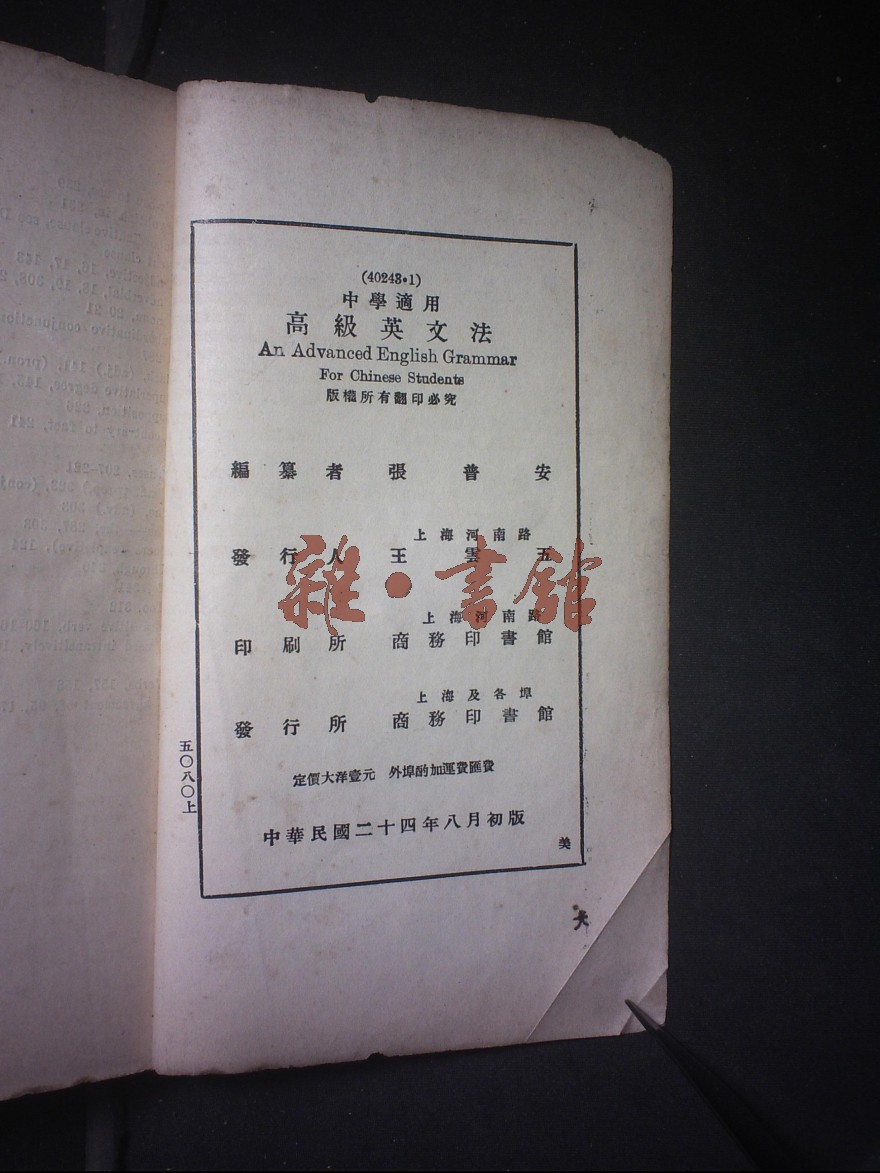 (40243•1)
中學適用
高級英文法
An Advanced English Grammar
For Chinese Students
版權所有翻印必究
編纂者 張普安
上海河南路
發行人 王雲五
上海河南路
印刷所 商務印書館
上海及各埠
發行所 商務印書館
定價大洋壹元 外埠酌加運費匯費
中華民國二十四年八月初版
美
五〇八〇上
雜·書館